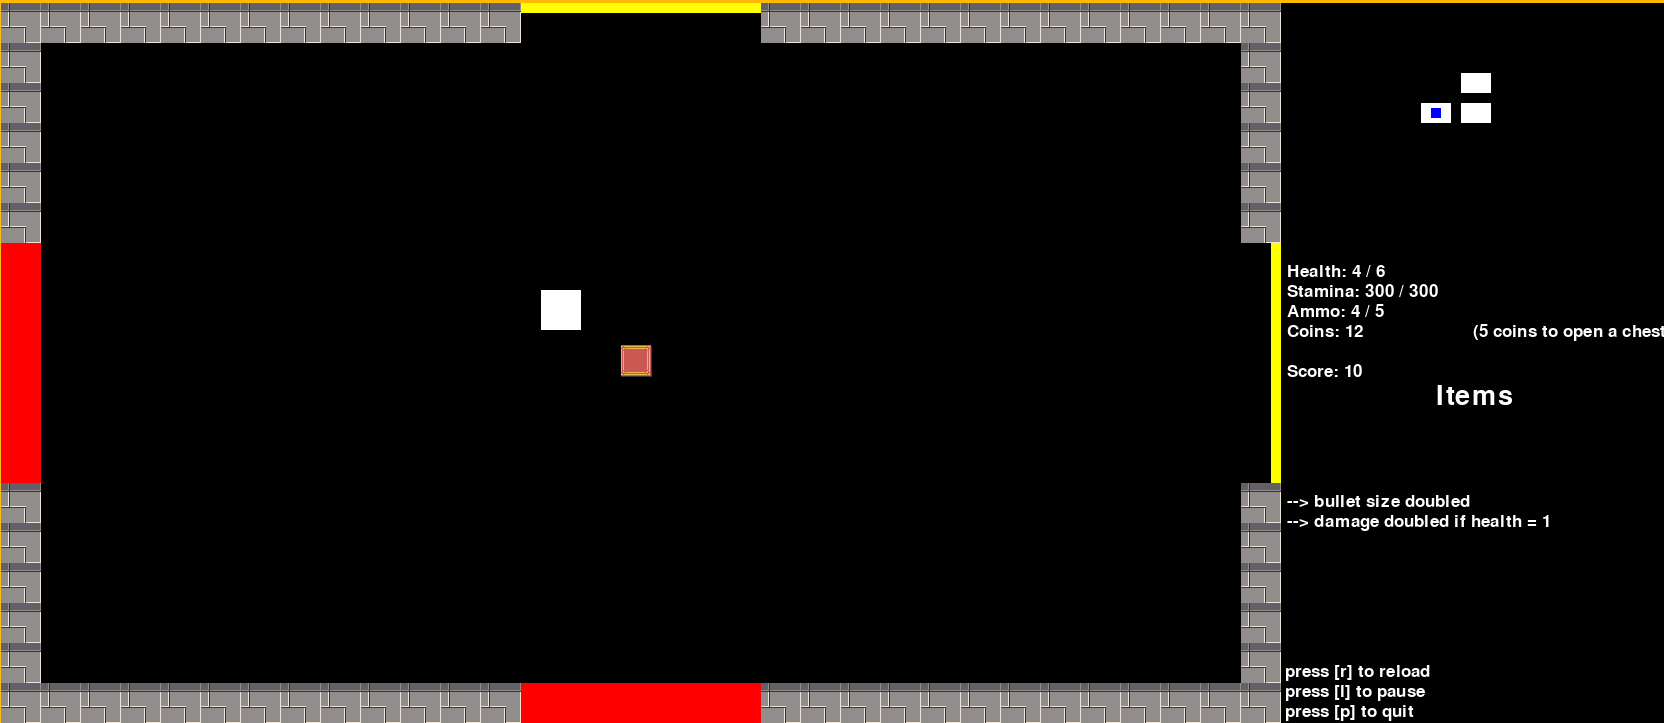 Health: 4 / 6
Stamina: 300 / 300
Ammo: 4 / 5
Coins: 12 (5 coins to open a chest
Score: 10
Items
--> bullet size doubled
--> damage doubled if health = 1
press [r] to reload
press [l] to pause
press [p] to quit